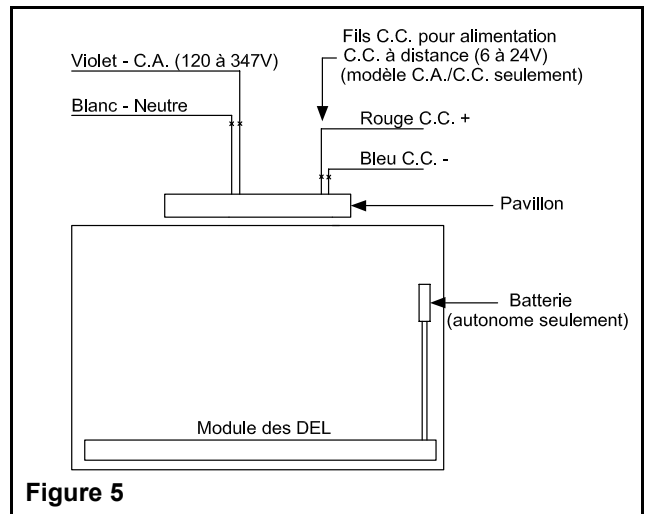 Fils C.C. pour alimentation
C.C. à distance (6 à 24V)
(modèle C.A./C.C. seulement)
Violet - C.A. (120 à 347V)
Blanc - Neutre
Rouge C.C. +
Bleu C.C. -
Pavillon
Batterie
(autonome seulement)
Module des DEL
Figure 5